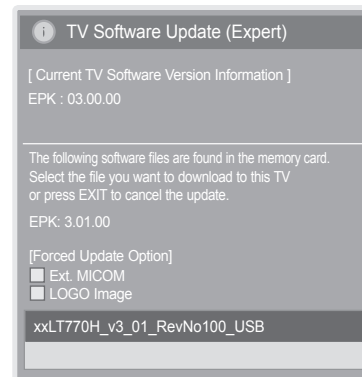 TV Software Update (Expert)
[ Current TV Software Version Information ]
EPK : 03.00.00
The following software files are found in the memory card.
Select the file you want to download to this TV
or press EXIT to cancel the update.
EPK: 3.01.00
[Forced Update Option]
Ext. MICOM
LOGO Image
xxLT770H_v3_01_RevNo100_USB